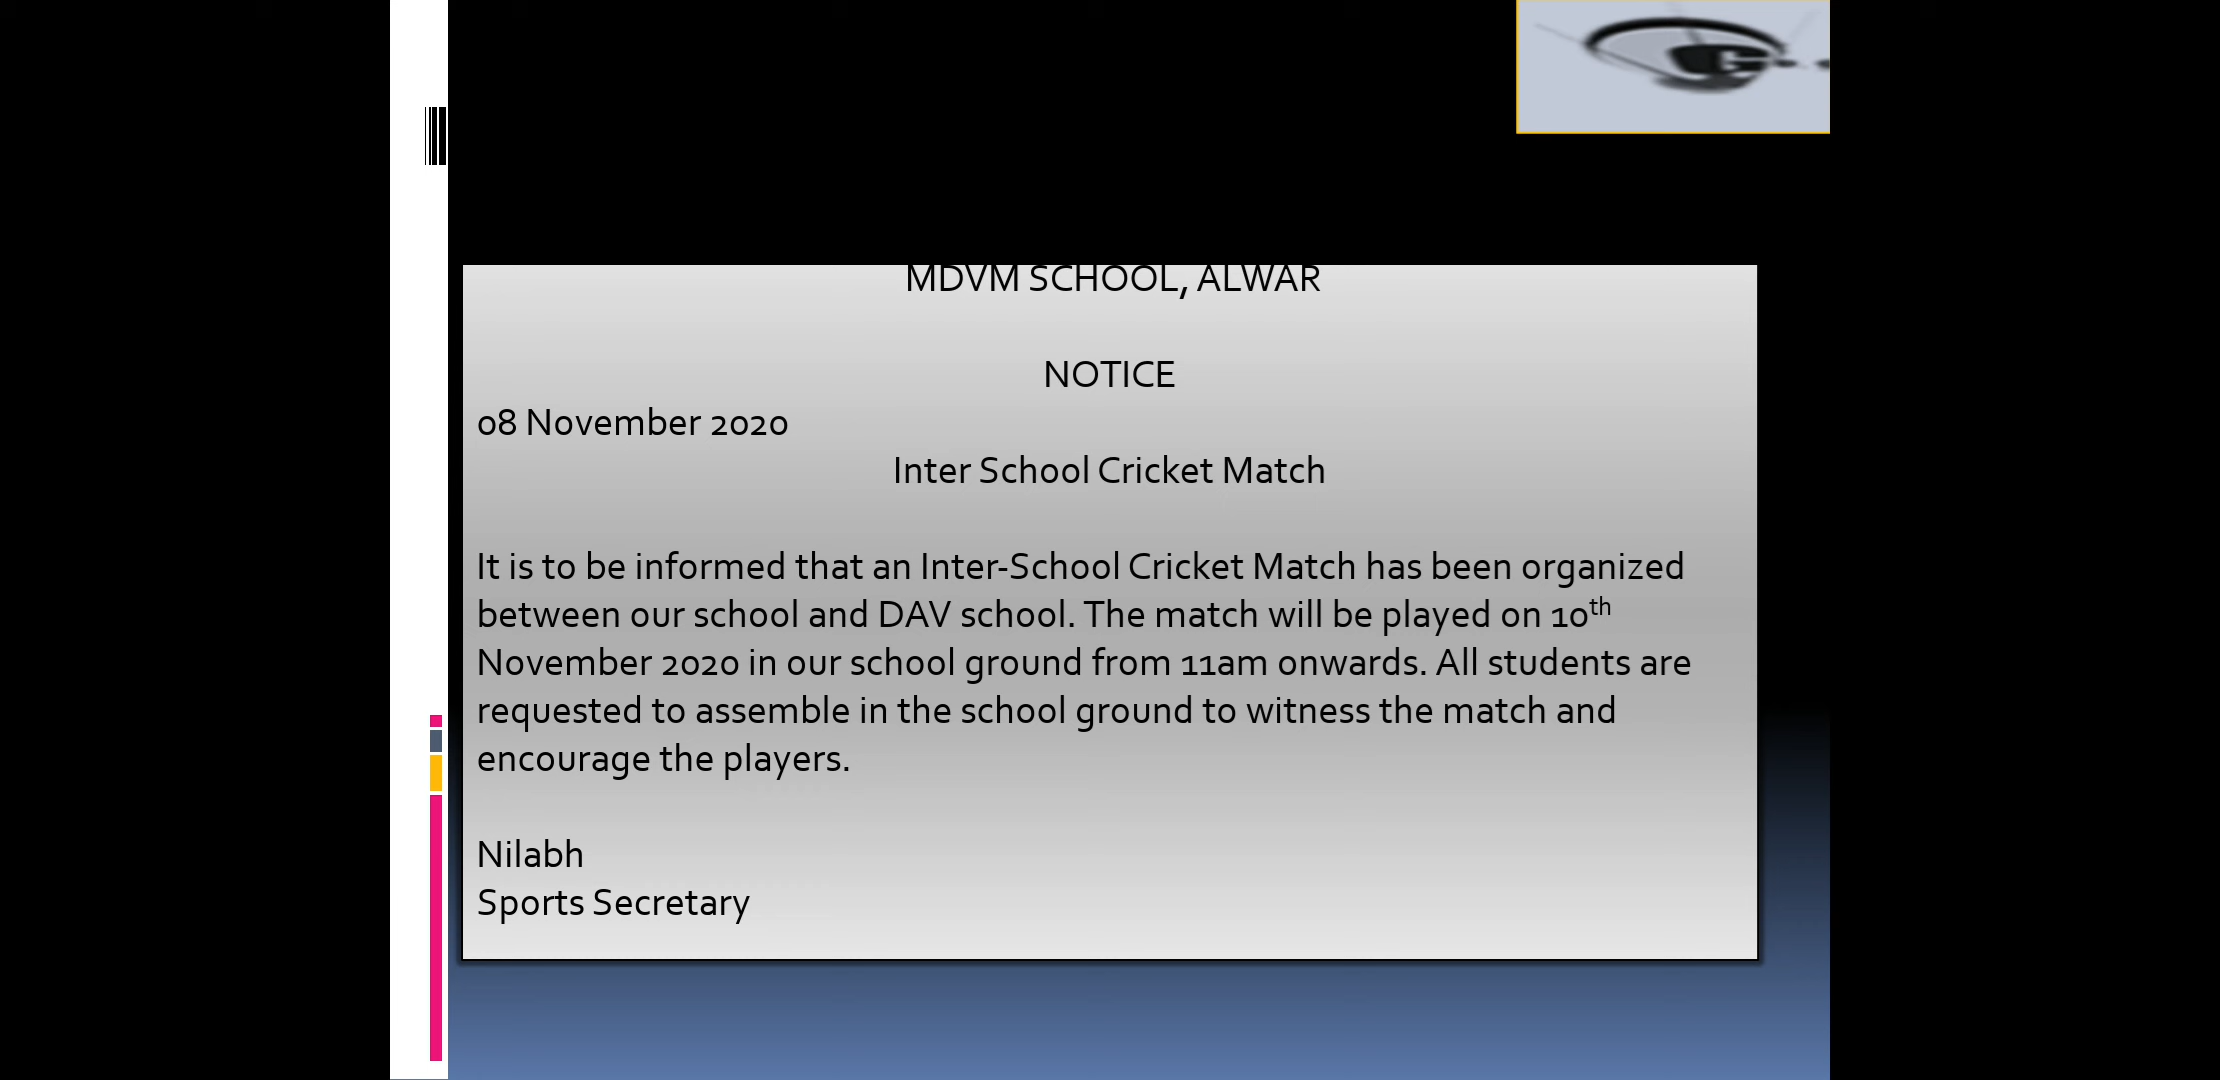 MDVM SCHOOL, ALWAR
NOTICE
08 November 2020
Inter School Cricket Match
It is to be informed that an Inter-School Cricket Match has been organized
between our school and DAV school. The match will be played on 10th
November 2020 in our school ground from 11am onwards. All students are
requested to assemble in the school ground to witness the match and
encourage the players.
Nilabh
Sports Secretary